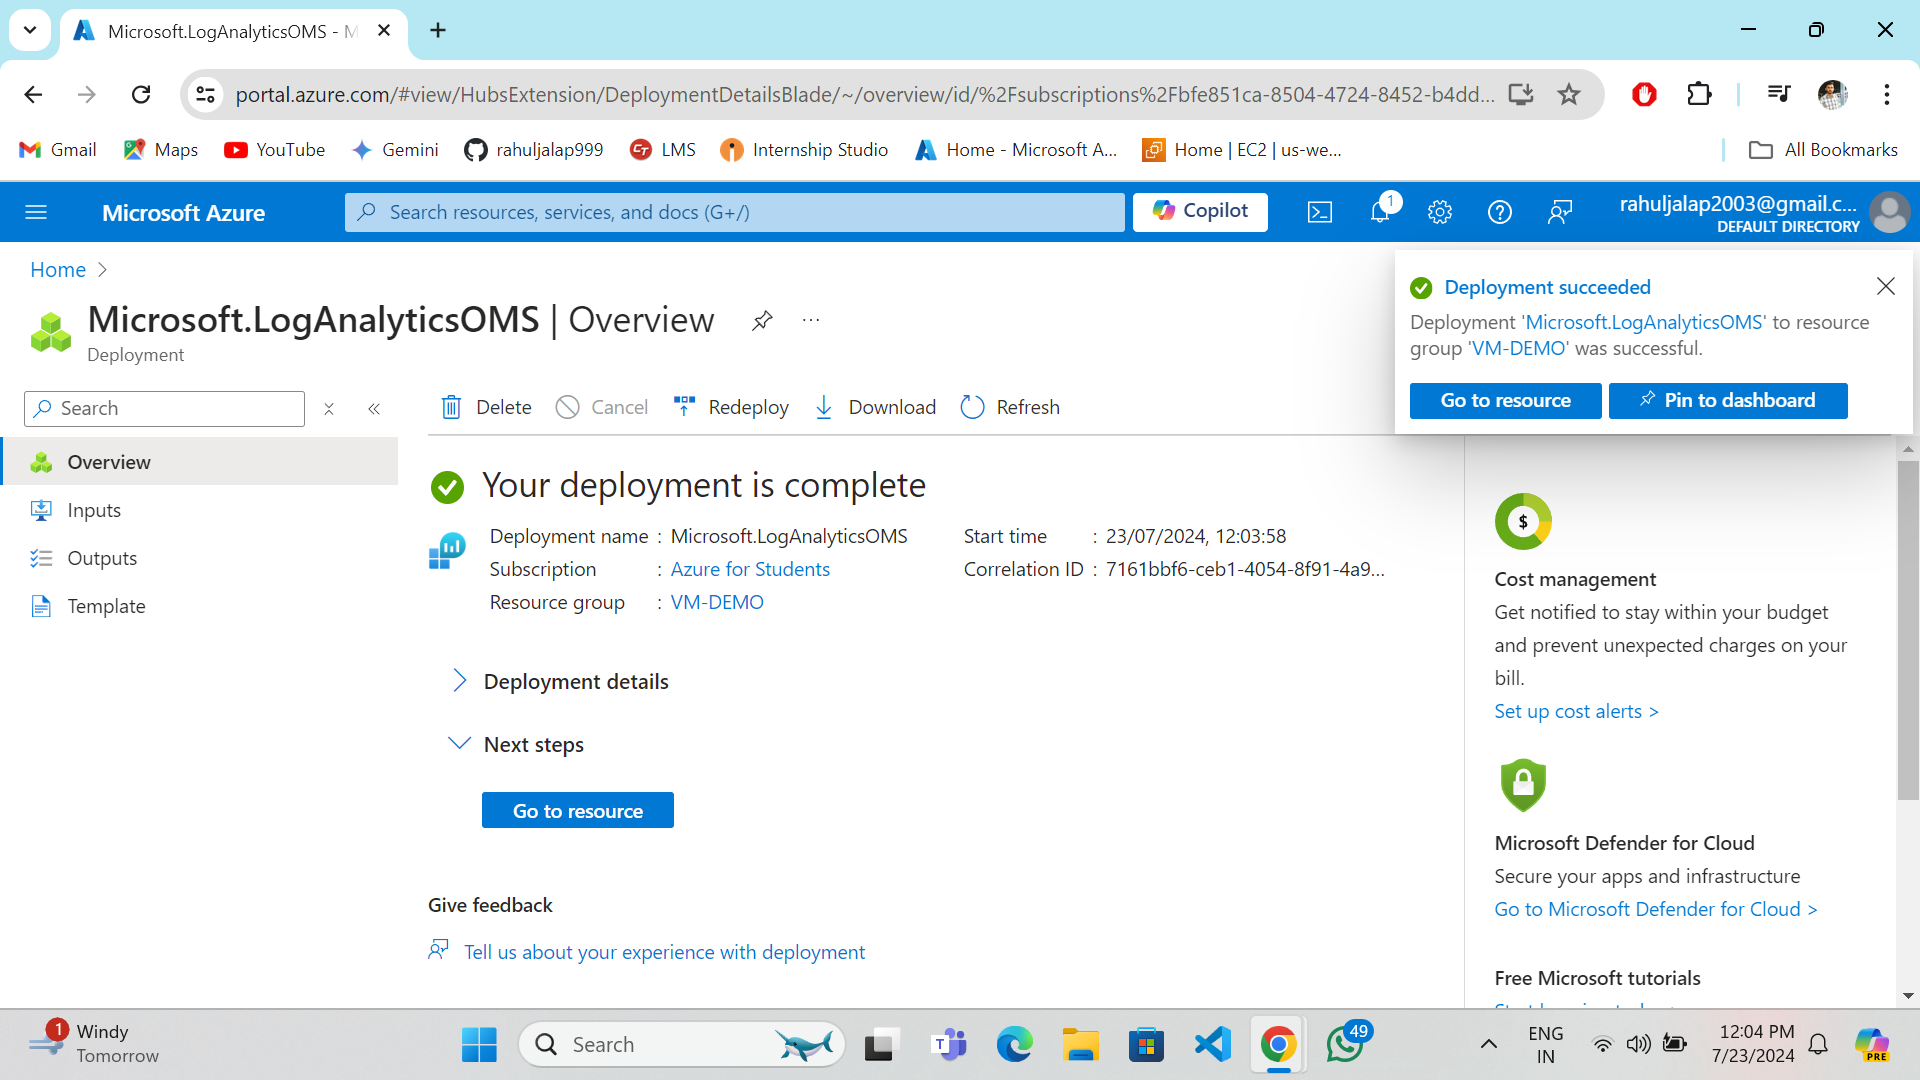 Microsoft.LogAnalyticsOMS - M
portal.azure.com/#view/HubsExtension/DeploymentDetailsBlade/~/overview/id/%2Fsubscriptions%2Fbfe851ca-8504-4724-8452-b4dd...
Gmail
Maps
YouTube
Gemini
rahuljalap999
LMS
Internship Studio
Home - Microsoft A...
Home | EC2 | us-we...
All Bookmarks
Microsoft Azure
Search resources, services, and docs (G+/)
Copilot
1
rahuljalap2003@gmail.c...
DEFAULT DIRECTORY
Home
Microsoft.LogAnalyticsOMS | Overview
Deployment
Deployment succeeded
Deployment 'Microsoft.LogAnalyticsOMS' to resource
group 'VM-DEMO' was successful.
Go to resource
Pin to dashboard
Search
Delete
Cancel
Redeploy
Download
Refresh
Overview
Inputs
Outputs
Template
Your deployment is complete
Deployment name : Microsoft.LogAnalyticsOMS
Subscription : Azure for Students
Resource group : VM-DEMO
Start time : 23/07/2024, 12:03:58
Correlation ID : 7161bbf6-ceb1-4054-8f91-4a9...
Deployment details
Next steps
Go to resource
Give feedback
Tell us about your experience with deployment
$
Cost management
Get notified to stay within your budget
and prevent unexpected charges on your
bill.
Set up cost alerts >
Microsoft Defender for Cloud
Secure your apps and infrastructure
Go to Microsoft Defender for Cloud >
Free Microsoft tutorials
1
Windy
Tomorrow
Search
T
49
ENG
IN
12:04 PM
7/23/2024
PRE